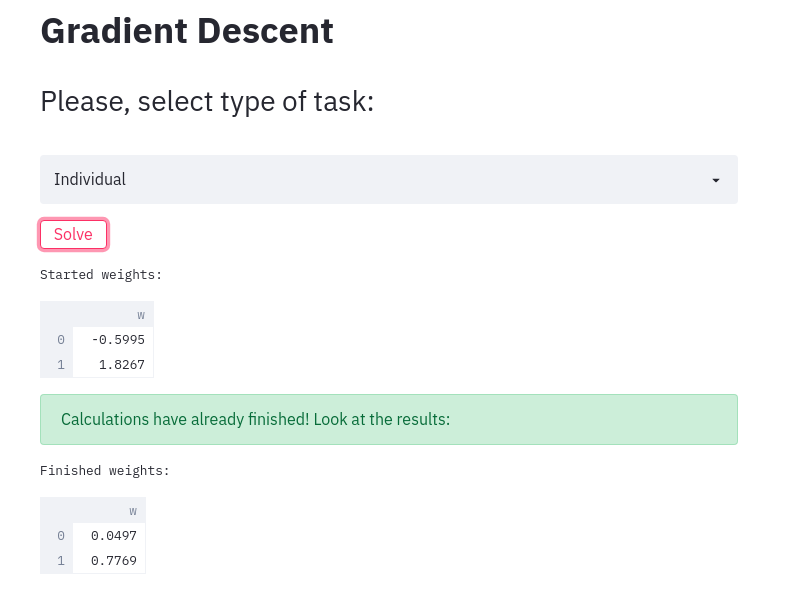 Gradient Descent
Please, select type of task:
Individual
Solve
Started weights:
w
0 -0.5995
1 1.8267
Calculations have already finished! Look at the results:
Finished weights:
w
0 0.0497
1 0.7769